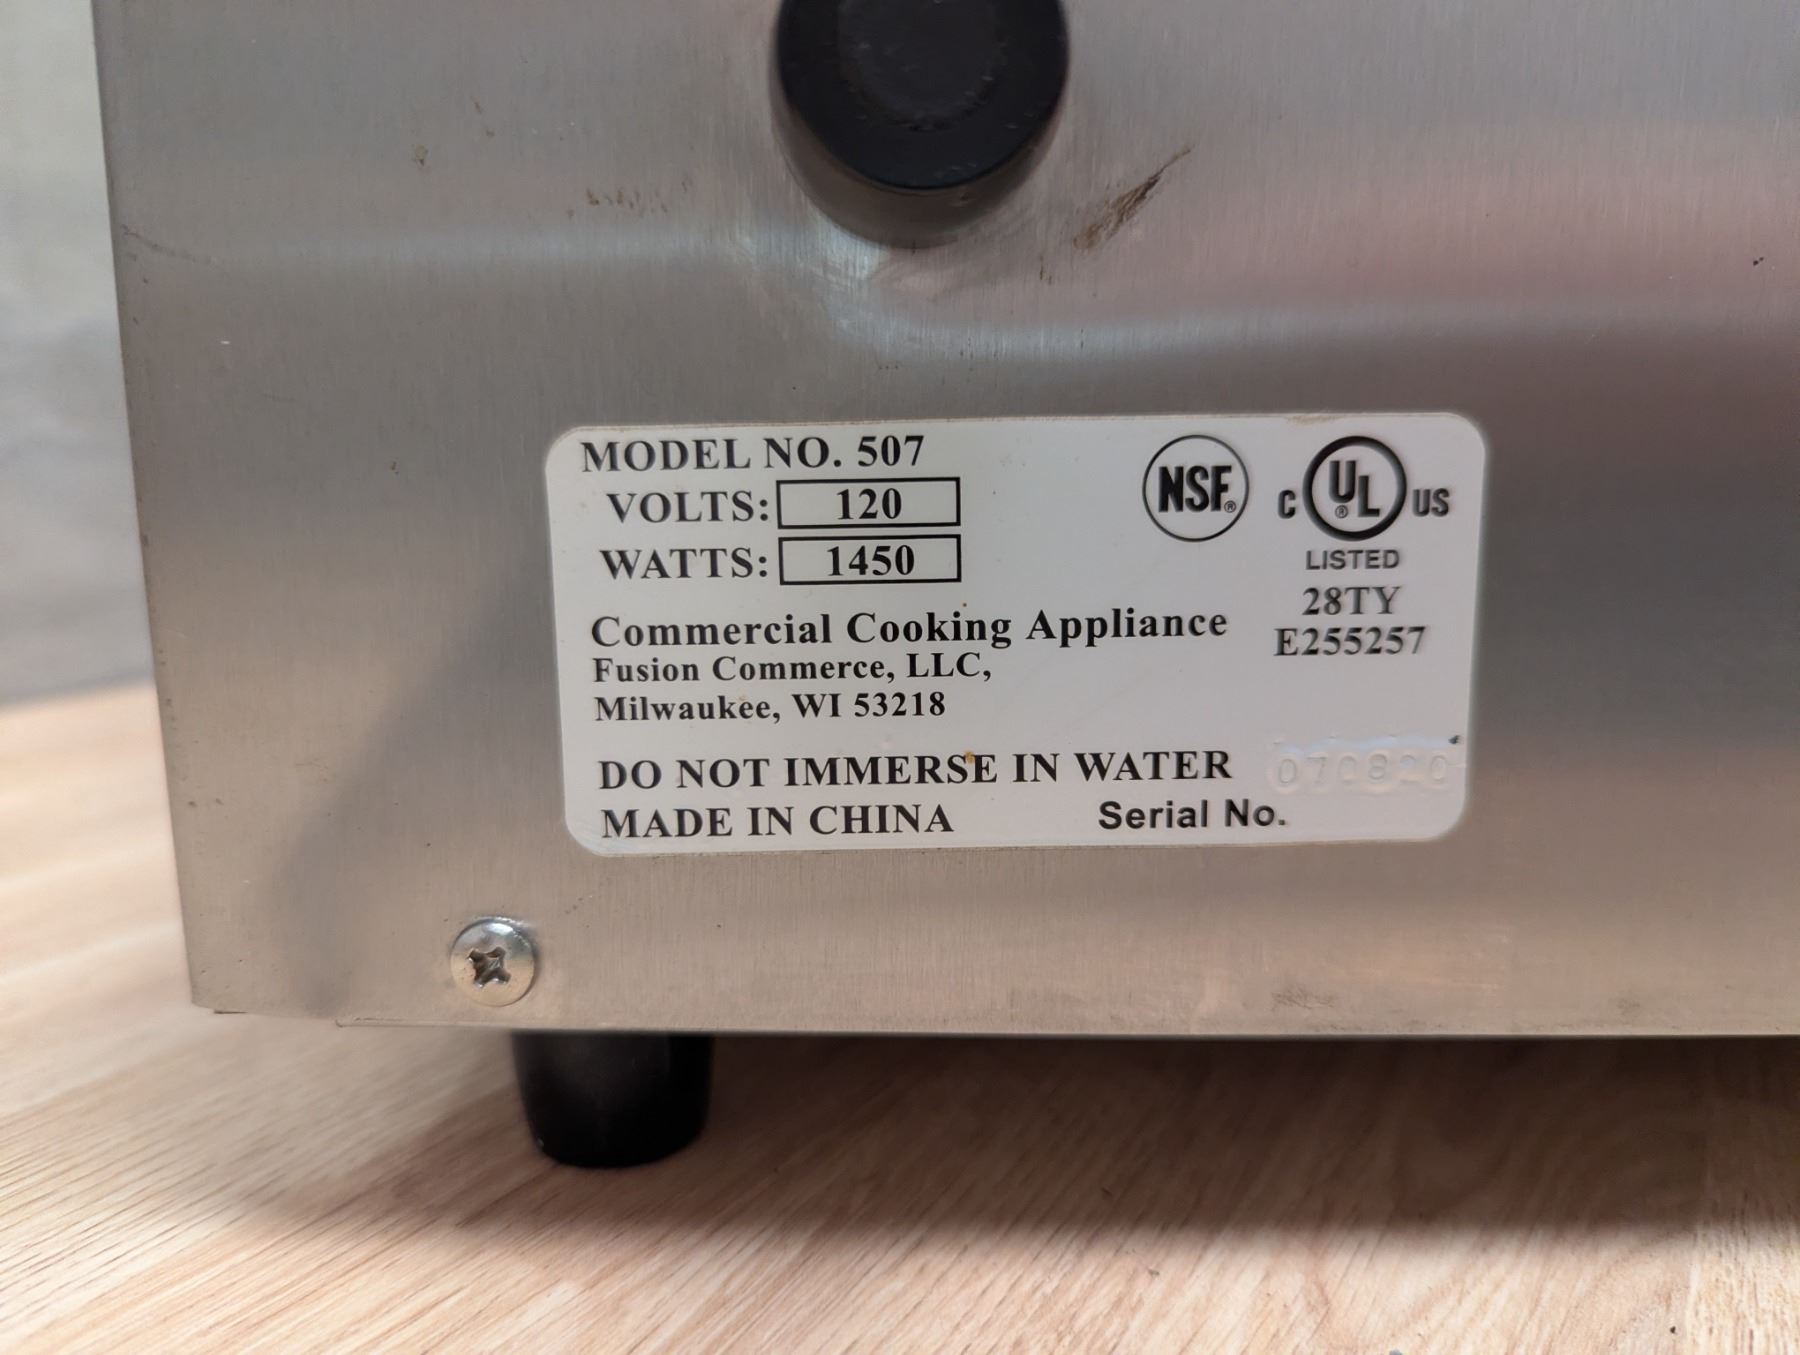 MODEL NO. 507
VOLTS: 120
WATTS: 1450
NSF®
C UL® US
LISTED
28TY
E255257
Commercial Cooking Appliance
Fusion Commerce, LLC,
Milwaukee, WI 53218
DO NOT IMMERSE IN WATER
070820
MADE IN CHINA
Serial No.